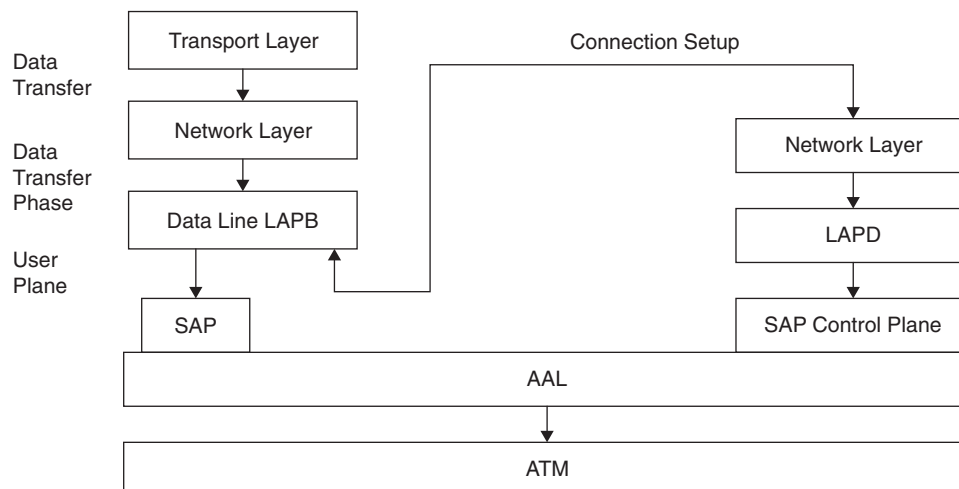 Transport Layer
Connection Setup
Data
Transfer
Network Layer
Network Layer
Data
Transfer
Phase
Data Line LAPB
LAPD
User
Plane
SAP
SAP Control Plane
AAL
ATM